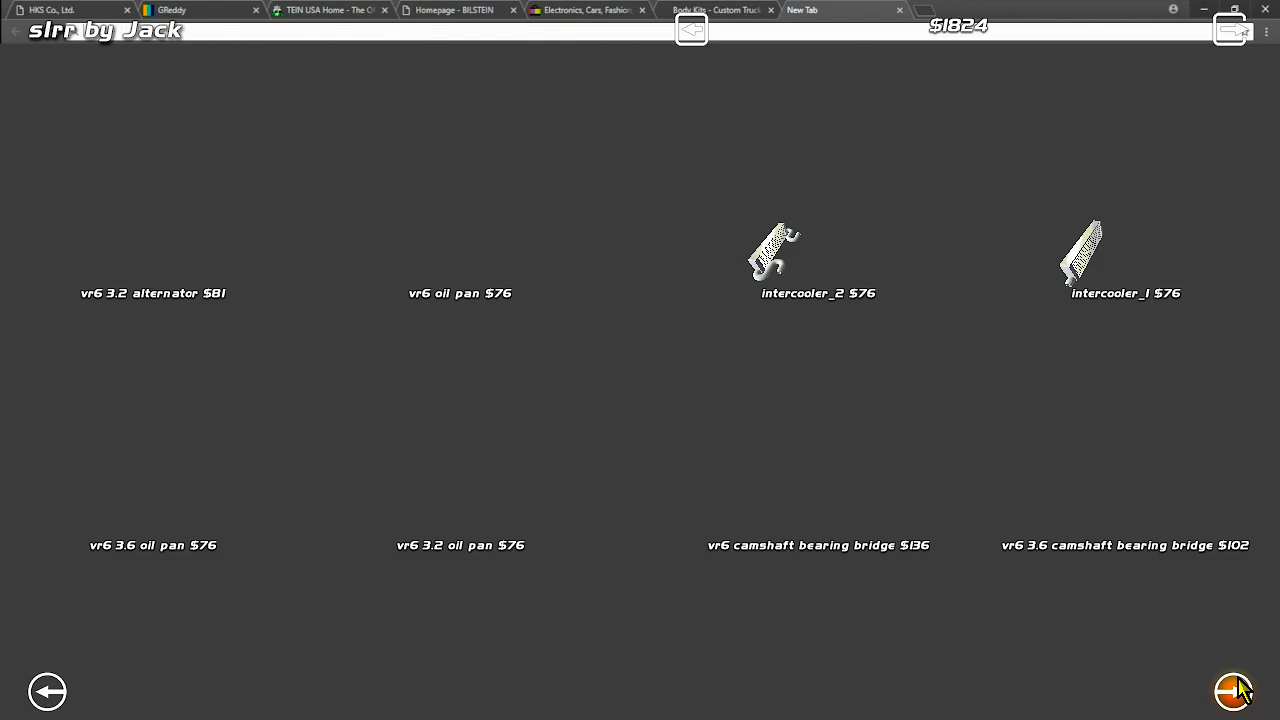 HKS Co., Ltd.
GReddy
TEIN USA Home - The Of
Homepage - BILSTEIN
Electronics, Cars, Fashion,
Body Kits - Custom Truck
New Tab
slrr by Jack
$1824
vr6 3.2 alternator $81
vr6 oil pan $76
intercooler_2 $76
intercooler_1 $76
vr6 3.6 oil pan $76
vr6 3.2 oil pan $76
vr6 camshaft bearing bridge $136
vr6 3.6 camshaft bearing bridge $102